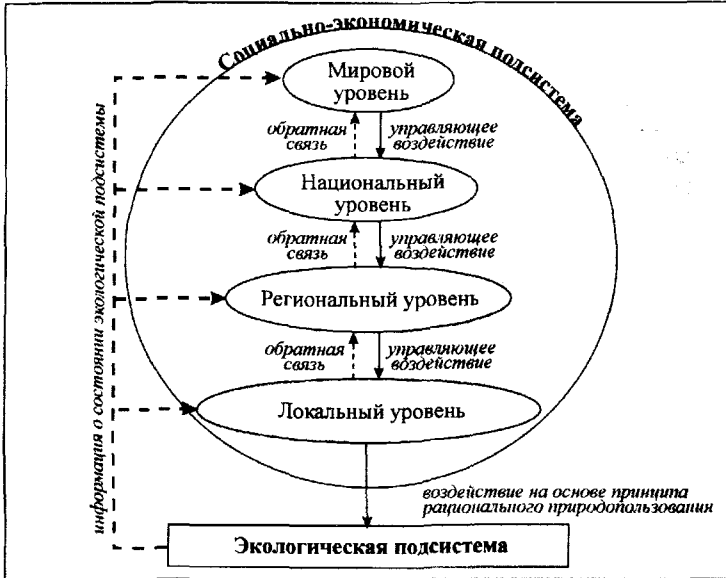 Социально-экономическая подсистема
Мировой
уровень
обратная
связь
управляющее
воздействие
Национальный
уровень
обратная
связь
управляющее
воздействие
Региональный уровень
обратная
связь
управляющее
воздействие
Локальный уровень
информация о состоянии экологической подсистемы
воздействие на основе принципа
рационального природопользования
Экологическая подсистема